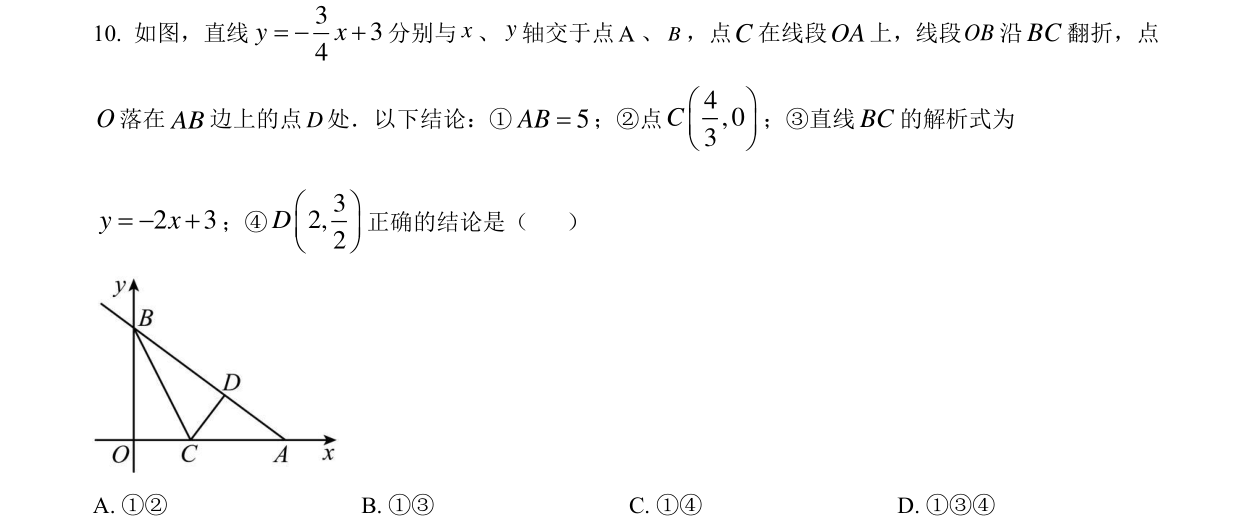 10. 如图，直线 y = -\frac{3}{4}x + 3 分别与 x 、 y 轴交于点 A 、 B ，点 C 在线段 OA 上，线段 OB 沿 BC 翻折，点
O 落在 AB 边上的点 D 处．以下结论：① AB = 5；②点 C(\frac{4}{3}, 0)；③直线 BC 的解析式为
y = -2x + 3；④ D(2, \frac{3}{2}) 正确的结论是（　　）
y
B
D
O C A x
A. ①② B. ①③ C. ①④ D. ①③④